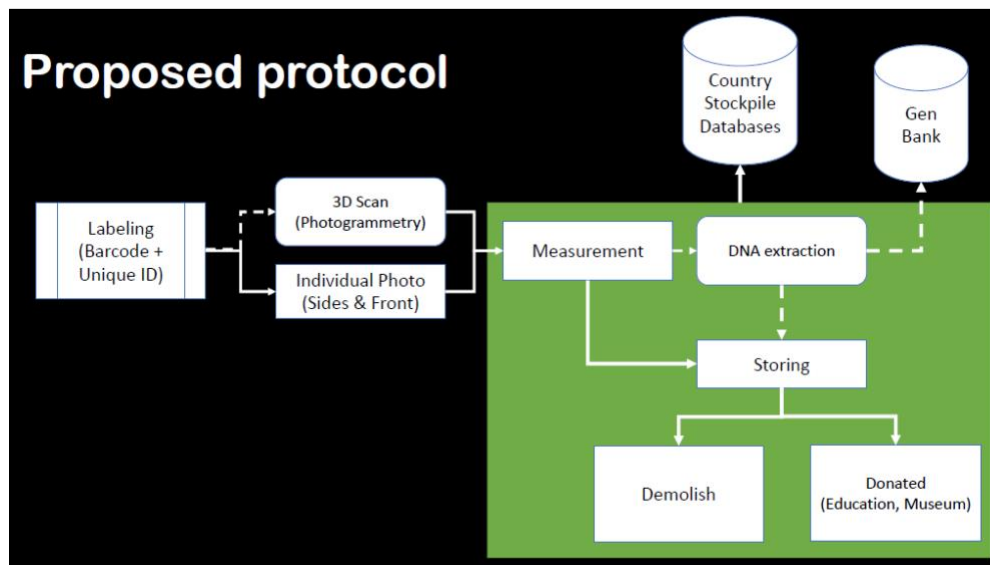 Proposed protocol
Country
Stockpile
Databases
Gen
Bank
Labeling
(Barcode +
Unique ID)
3D Scan
(Photogrammetry)
Individual Photo
(Sides & Front)
Measurement
DNA extraction
Storing
Demolish
Donated
(Education, Museum)